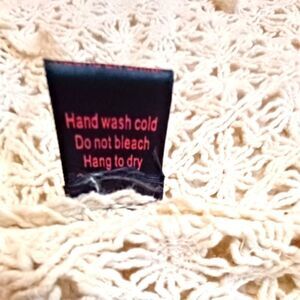 Hand wash cold
Do not bleach
Hang to dry